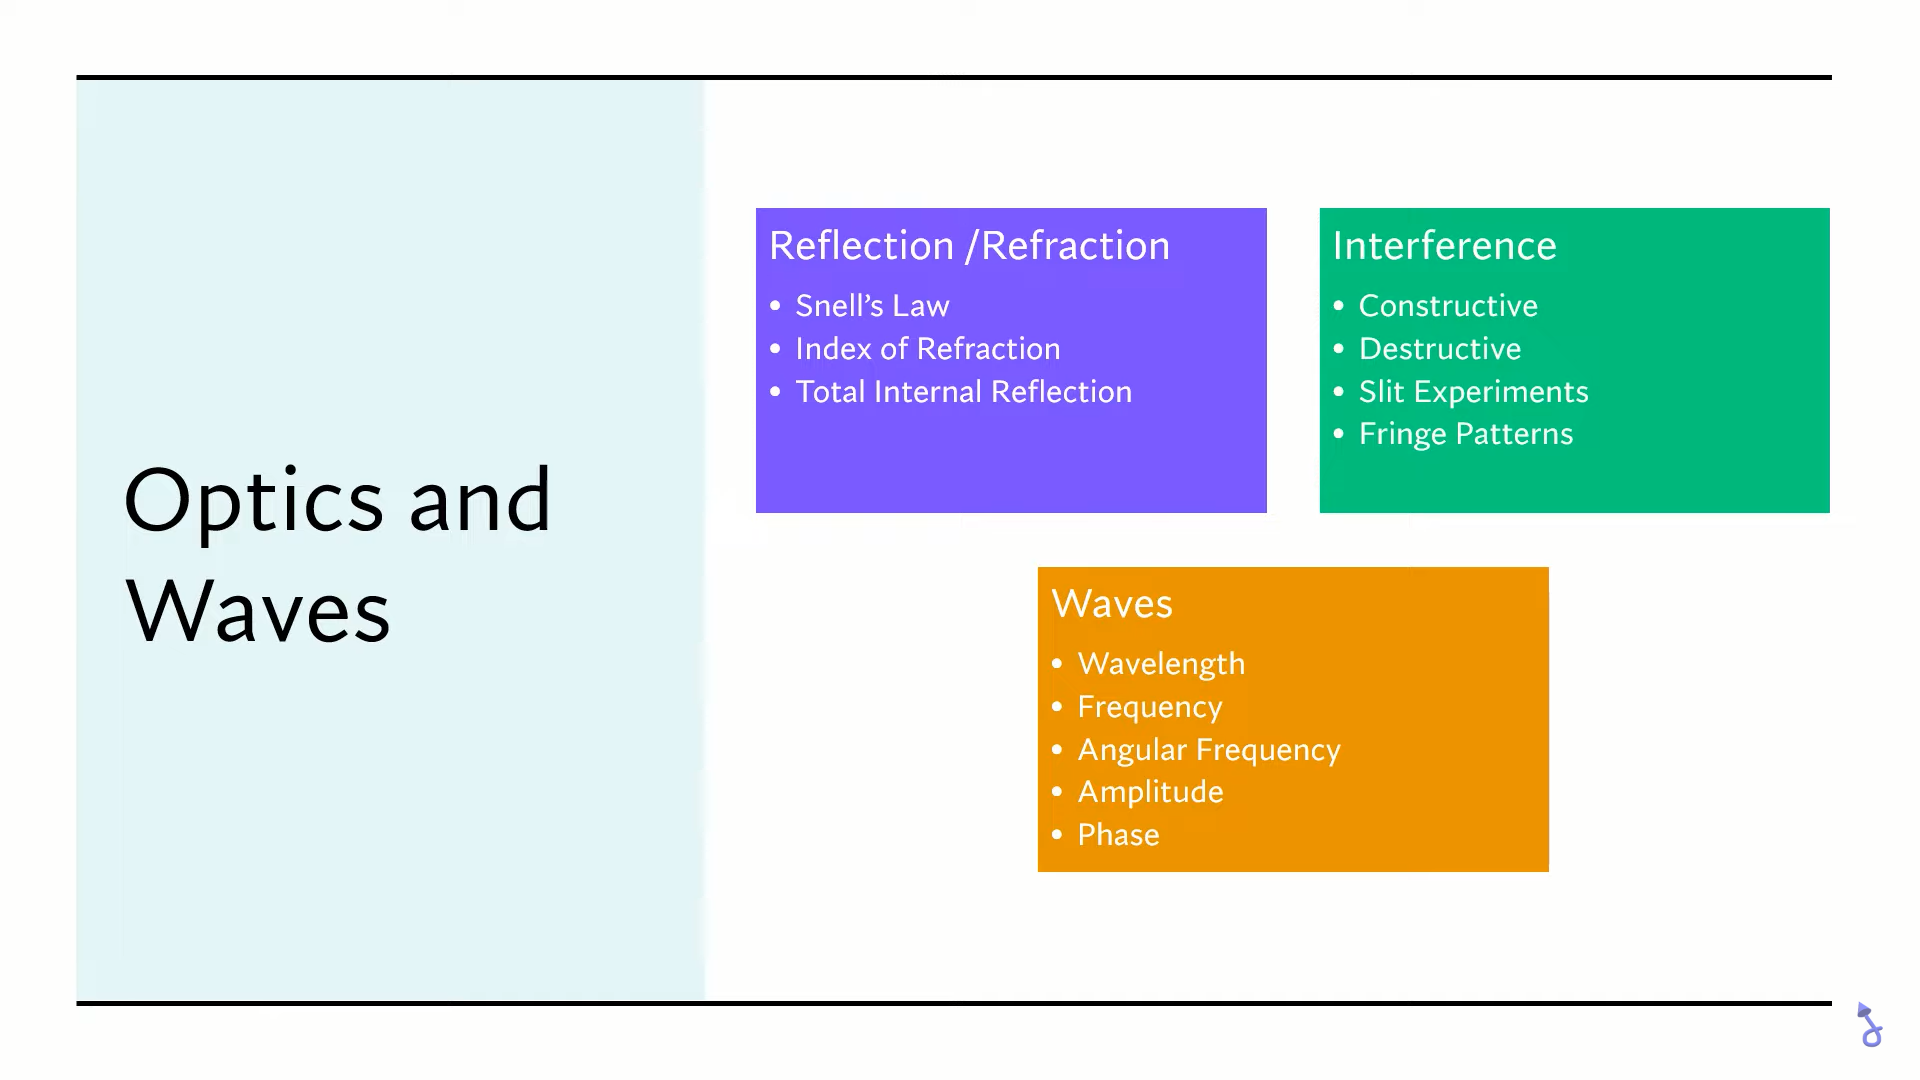 Optics and
Waves
Reflection /Refraction
• Snell’s Law
• Index of Refraction
• Total Internal Reflection
Interference
• Constructive
• Destructive
• Slit Experiments
• Fringe Patterns
Waves
• Wavelength
• Frequency
• Angular Frequency
• Amplitude
• Phase